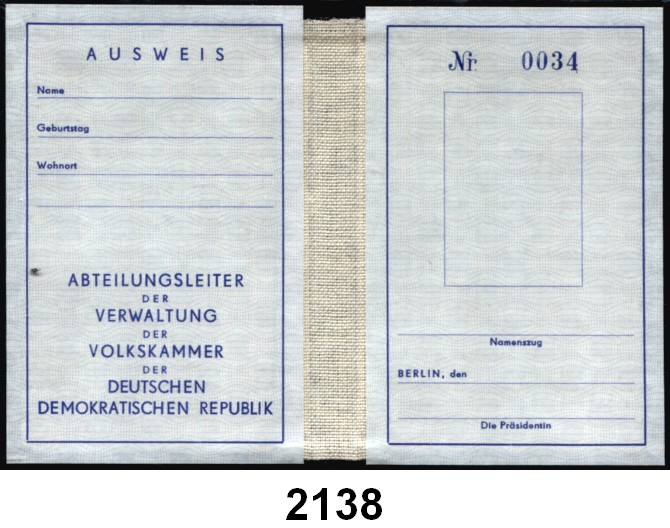 AUSWEIS
Name
Geburtstag
Wohnort
ABTEILUNGSLEITER
DER
VERWALTUNG
DER
VOLKSKAMMER
DER
DEUTSCHEN
DEMOKRATISCHEN REPUBLIK
Nr. 0034
Namenszug
BERLIN, den
Die Präsidentin
2138